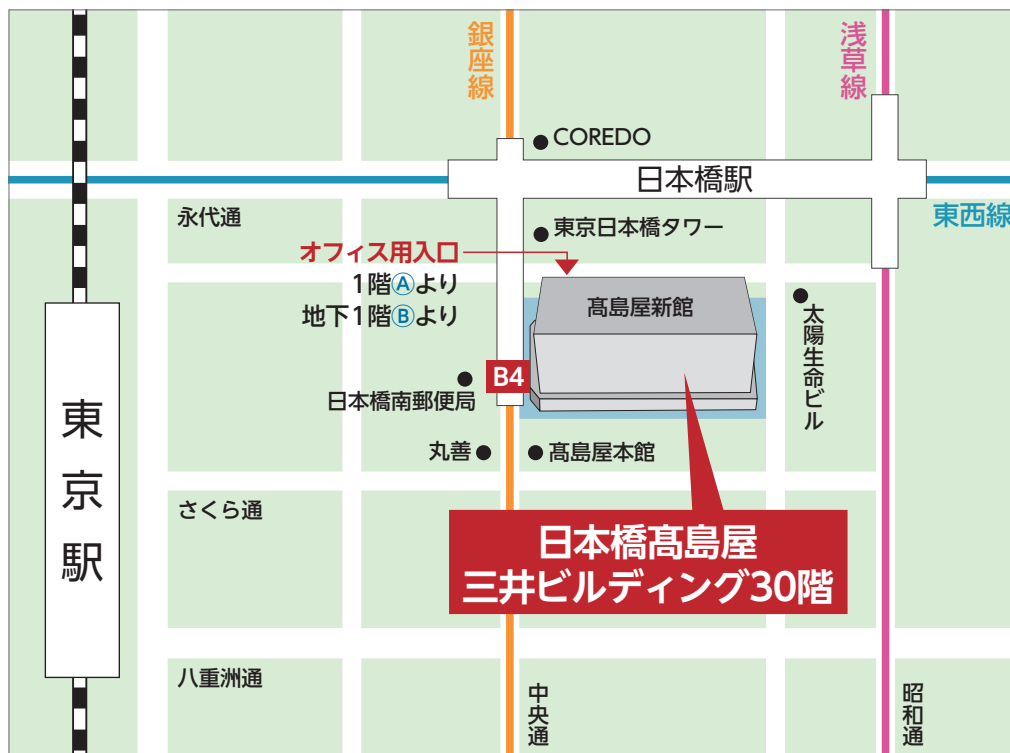 銀座線
浅草線
COREDO
日本橋駅
東西線
永代通
東京日本橋タワー
オフィス用入口
1階Ⓐより
地下1階Ⓑより
髙島屋新館
太陽生命ビル
B4
日本橋南郵便局
東京駅
丸善
髙島屋本館
さくら通
日本橋髙島屋
三井ビルディング30階
八重洲通
中央通
昭和通